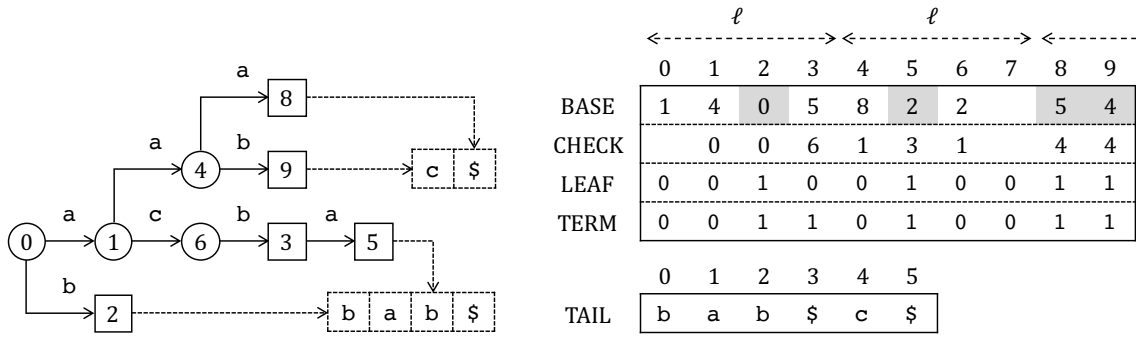 ℓ ℓ
0 1 2 3 4 5 6 7 8 9
BASE 1 4 0 5 8 2 2 5 4
CHECK 0 0 6 1 3 1 4 4
LEAF 0 0 1 0 0 1 0 0 1 1
TERM 0 0 1 1 0 1 0 0 1 1
0 1 2 3 4 5
TAIL b a b $ c $
a
8
a b
4 9 c $
a c b a
0 1 6 3 5
b
2 b a b $